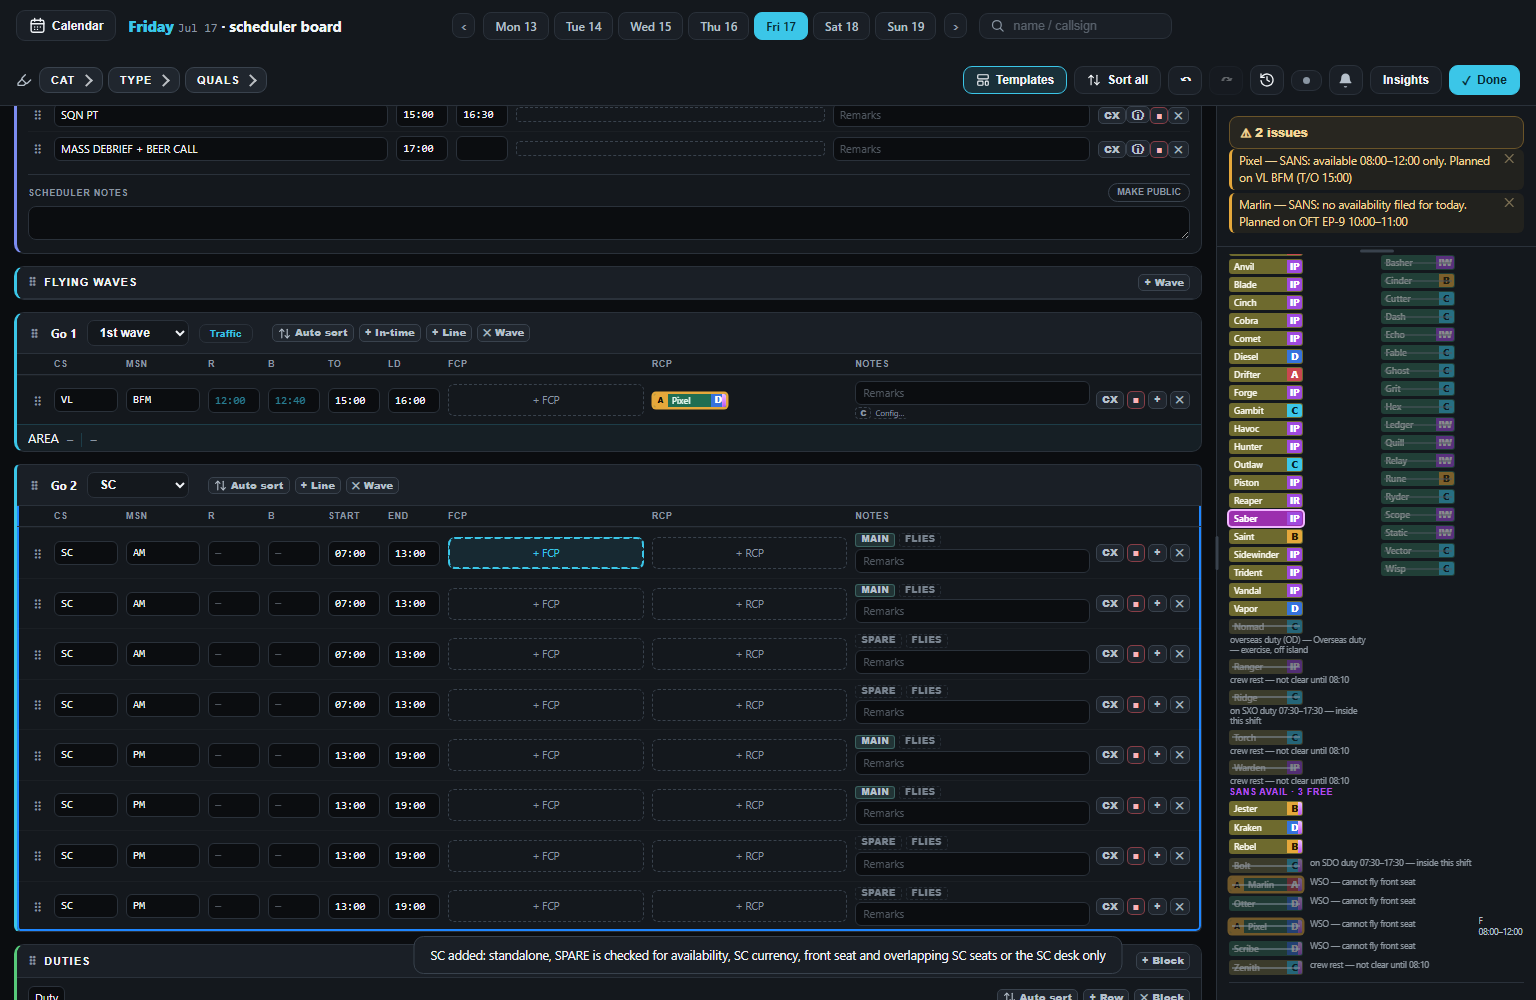 Calendar
Friday Jul 17 · scheduler board
‹
Mon 13
Tue 14
Wed 15
Thu 16
Fri 17
Sat 18
Sun 19
›
name / callsign
CAT
TYPE
QUALS
Templates
Sort all
Insights
✓ Done
SQN PT 15:00 16:30 Remarks CX
MASS DEBRIEF + BEER CALL 17:00 Remarks CX
SCHEDULER NOTES
MAKE PUBLIC
FLYING WAVES
+ Wave
Go 1 1st wave Traffic Auto sort + In-time + Line × Wave
CS MSN R B TO LD FCP RCP NOTES
VL BFM 12:00 12:40 15:00 16:00 + FCP A Pixel D Remarks CX
C Config...
AREA – –
Go 2 SC Auto sort + Line × Wave
CS MSN R B START END FCP RCP NOTES
MAIN FLIES
SC AM – – 07:00 13:00 + FCP + RCP Remarks CX
MAIN FLIES
SC AM – – 07:00 13:00 + FCP + RCP Remarks CX
SPARE FLIES
SC AM – – 07:00 13:00 + FCP + RCP Remarks CX
SPARE FLIES
SC AM – – 07:00 13:00 + FCP + RCP Remarks CX
MAIN FLIES
SC PM – – 13:00 19:00 + FCP + RCP Remarks CX
MAIN FLIES
SC PM – – 13:00 19:00 + FCP + RCP Remarks CX
SPARE FLIES
SC PM – – 13:00 19:00 + FCP + RCP Remarks CX
SPARE FLIES
SC PM – – 13:00 19:00 + FCP + RCP Remarks CX
DUTIES
+ Block
SC added: standalone, SPARE is checked for availability, SC currency, front seat and overlapping SC seats or the SC desk only
Duty
Auto sort + Row × Block
⚠ 2 issues
Pixel — SANS: available 08:00–12:00 only. Planned
on VL BFM (T/O 15:00)
Marlin — SANS: no availability filed for today.
Planned on OFT EP-9 10:00–11:00
Anvil IP
Blade IP
Cinch IP
Cobra IP
Comet IP
Diesel D
Drifter A
Forge IP
Gambit C
Havoc IP
Hunter IP
Outlaw C
Piston IP
Reaper IR
Saber IP
Saint B
Sidewinder IP
Trident IP
Vandal IP
Vapor D
Nomad C
overseas duty (OD) — Overseas duty
— exercise, off island
Ranger IP
crew rest — not clear until 08:10
Ridge C
on SXO duty 07:30–17:30 — inside
this shift
Torch C
crew rest — not clear until 08:10
Warden IP
crew rest — not clear until 08:10
Basher IW
Cinder B
Cutter C
Dash C
Echo IW
Fable C
Ghost C
Grit C
Hex C
Ledger IW
Quill IW
Relay IW
Rune B
Ryder C
Scope IW
Static IW
Vector C
Wisp C
SANS AVAIL · 3 FREE
Jester B
Kraken D
Rebel B
Bolt C on SDO duty 07:30–17:30 — inside this shift
A Marlin A WSO — cannot fly front seat
Otter D WSO — cannot fly front seat
A Pixel D WSO — cannot fly front seat F
08:00–12:00
Scribe D WSO — cannot fly front seat
Zenith C crew rest — not clear until 08:10